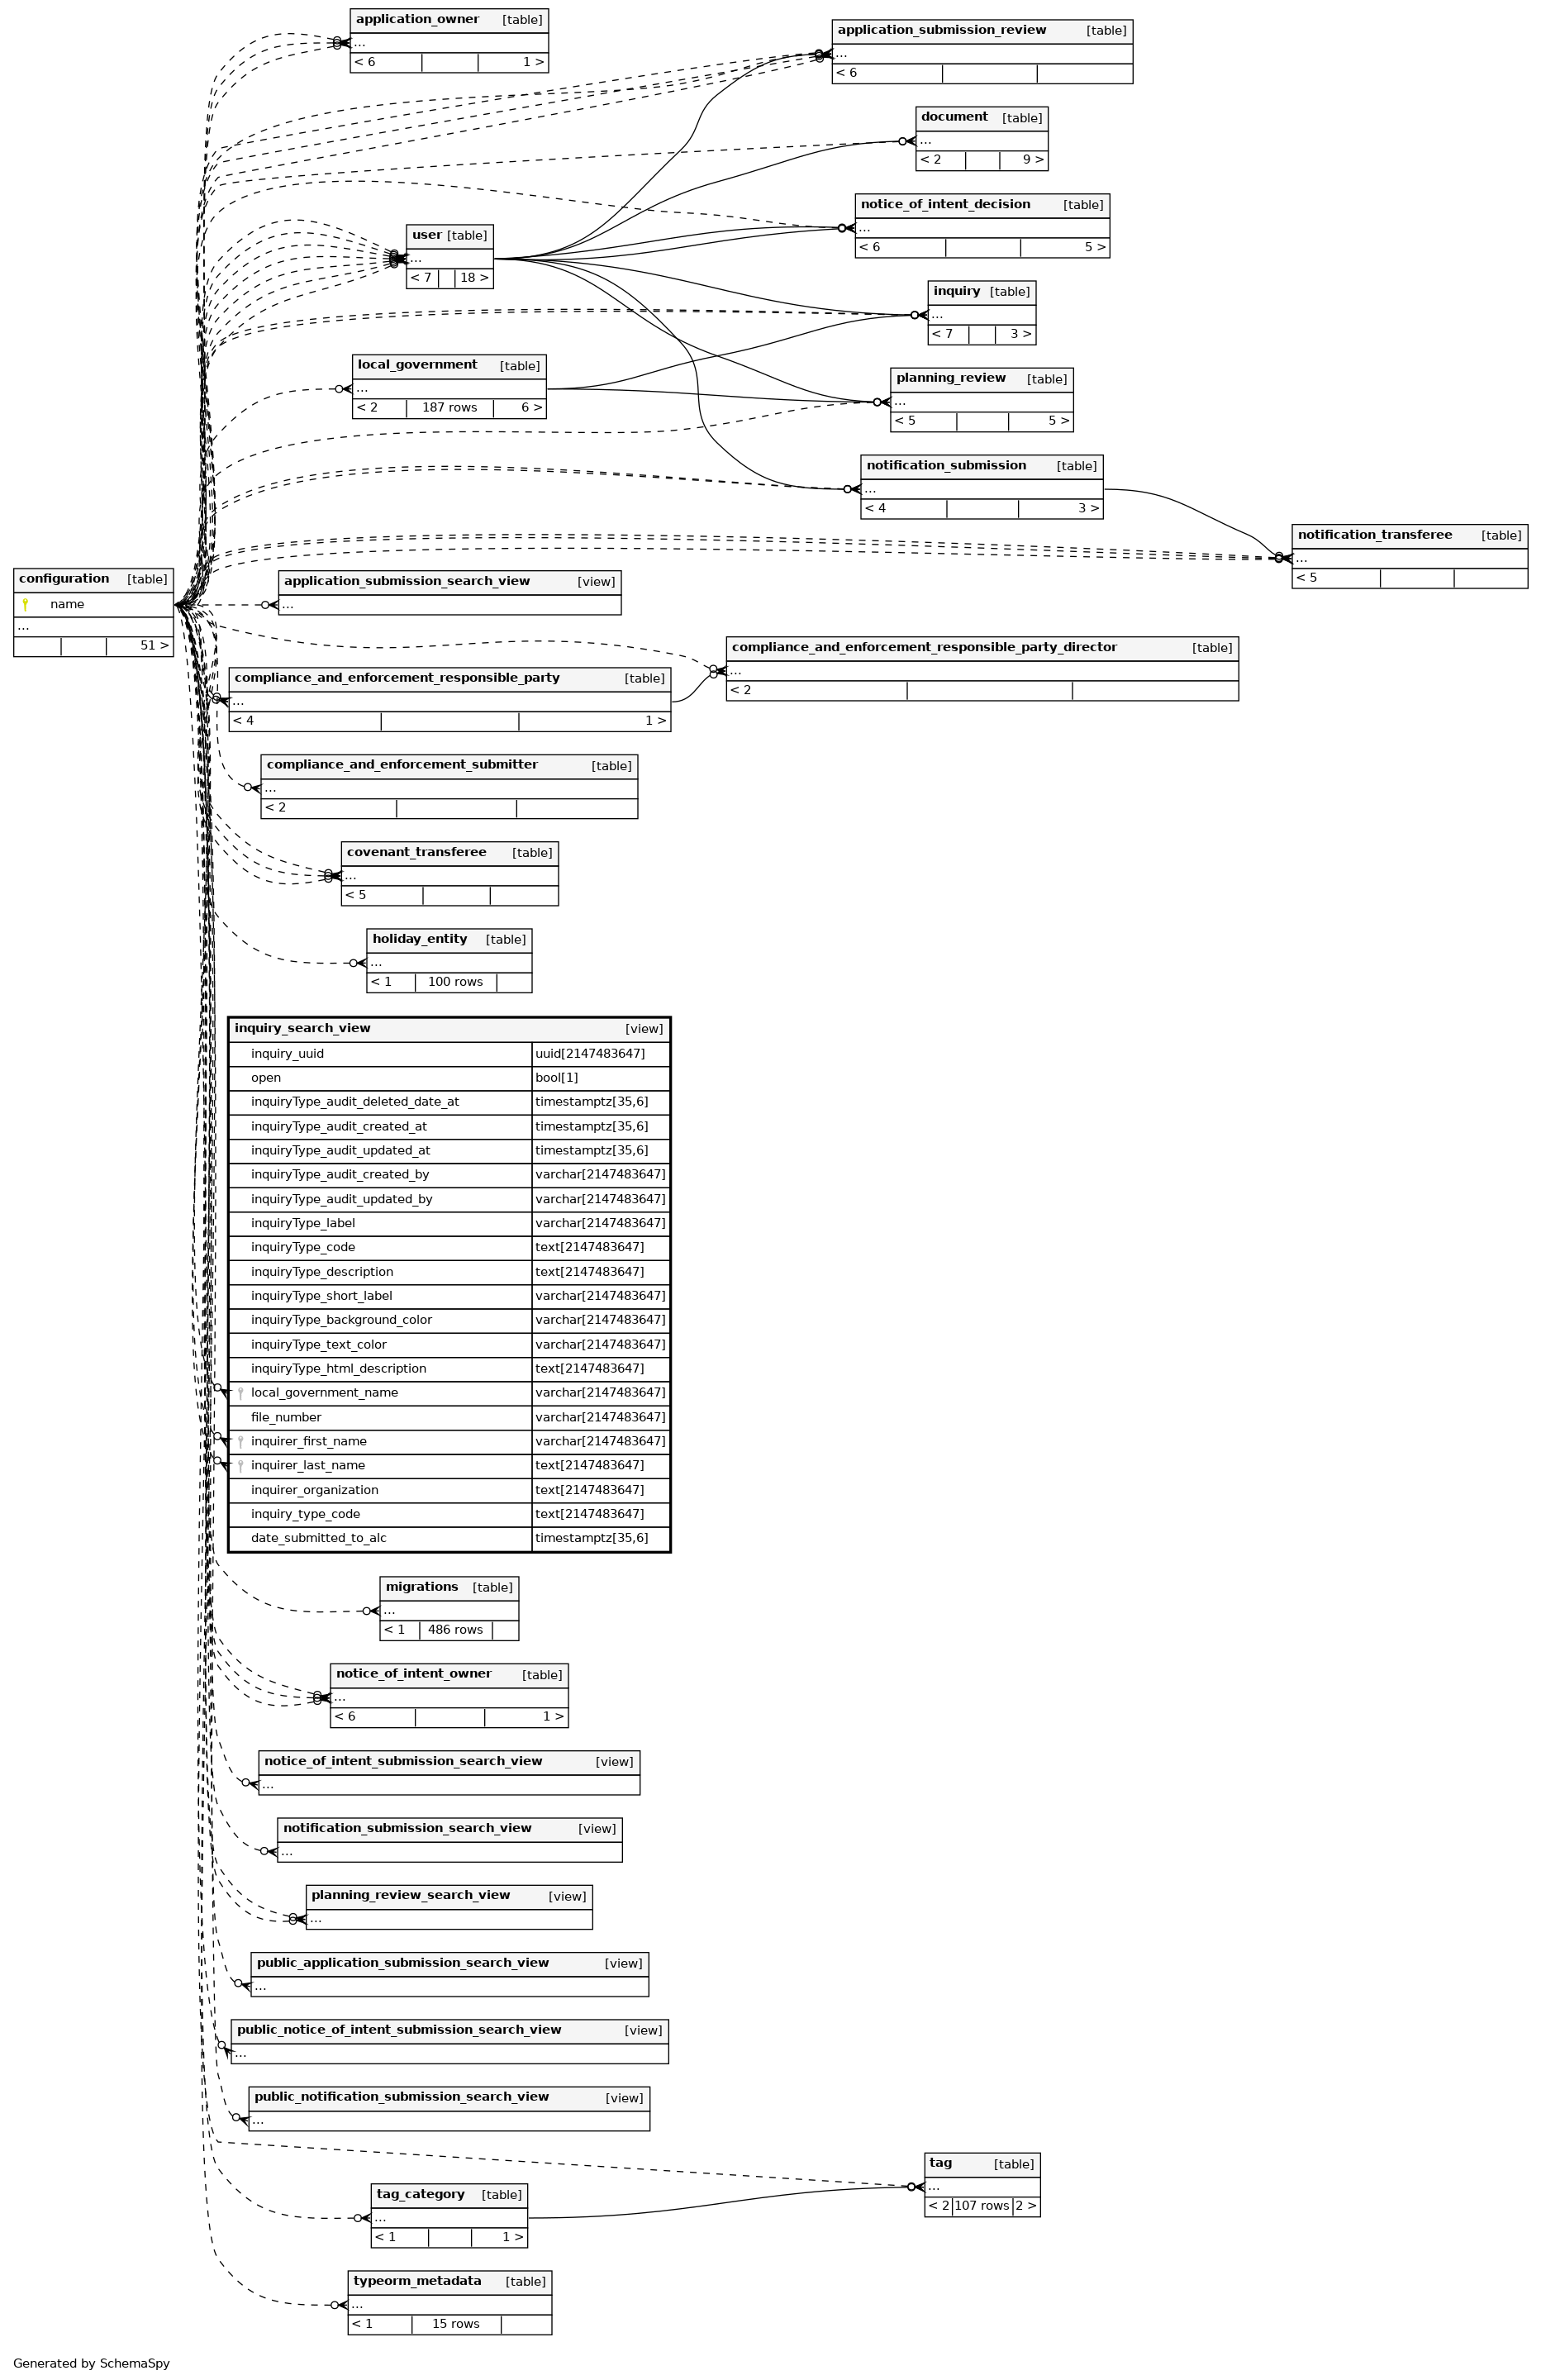 application_owner [table]
...
< 6 1 >
application_submission_review [table]
...
< 6
document [table]
...
< 2 9 >
notice_of_intent_decision [table]
...
< 6 5 >
user [table]
...
< 7 18 >
inquiry [table]
...
< 7 3 >
local_government [table]
...
< 2 187 rows 6 >
planning_review [table]
...
< 5 5 >
notification_submission [table]
...
< 4 3 >
notification_transferee [table]
...
< 5
configuration [table]
name
...
51 >
application_submission_search_view [view]
...
compliance_and_enforcement_responsible_party_director [table]
...
< 2
compliance_and_enforcement_responsible_party [table]
...
< 4 1 >
compliance_and_enforcement_submitter [table]
...
< 2
covenant_transferee [table]
...
< 5
holiday_entity [table]
...
< 1 100 rows
inquiry_search_view [view]
inquiry_uuid uuid[2147483647]
open bool[1]
inquiryType_audit_deleted_date_at timestamptz[35,6]
inquiryType_audit_created_at timestamptz[35,6]
inquiryType_audit_updated_at timestamptz[35,6]
inquiryType_audit_created_by varchar[2147483647]
inquiryType_audit_updated_by varchar[2147483647]
inquiryType_label varchar[2147483647]
inquiryType_code text[2147483647]
inquiryType_description text[2147483647]
inquiryType_short_label varchar[2147483647]
inquiryType_background_color varchar[2147483647]
inquiryType_text_color varchar[2147483647]
inquiryType_html_description text[2147483647]
local_government_name varchar[2147483647]
file_number varchar[2147483647]
inquirer_first_name varchar[2147483647]
inquirer_last_name text[2147483647]
inquirer_organization text[2147483647]
inquiry_type_code text[2147483647]
date_submitted_to_alc timestamptz[35,6]
migrations [table]
...
< 1 486 rows
notice_of_intent_owner [table]
...
< 6 1 >
notice_of_intent_submission_search_view [view]
...
notification_submission_search_view [view]
...
planning_review_search_view [view]
...
public_application_submission_search_view [view]
...
public_notice_of_intent_submission_search_view [view]
...
public_notification_submission_search_view [view]
...
tag [table]
...
< 2 107 rows 2 >
tag_category [table]
...
< 1 1 >
typeorm_metadata [table]
...
< 1 15 rows
Generated by SchemaSpy